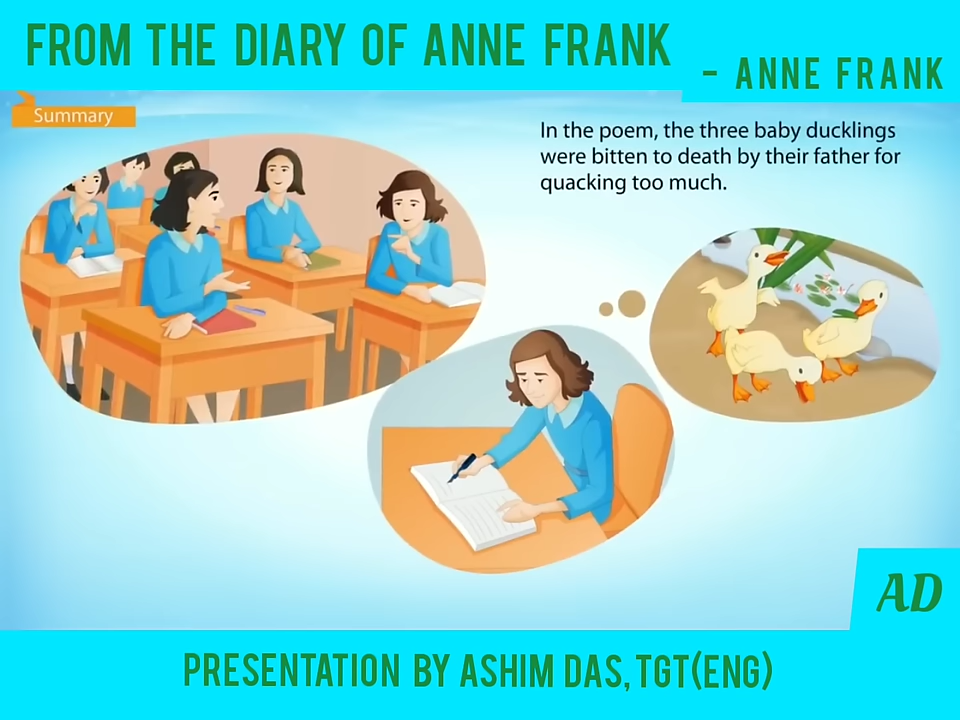 FROM THE DIARY OF ANNE FRANK
- ANNE FRANK
Summary
In the poem, the three baby ducklings
were bitten to death by their father for
quacking too much.
AD
PRESENTATION BY ASHIM DAS, TGT(ENG)